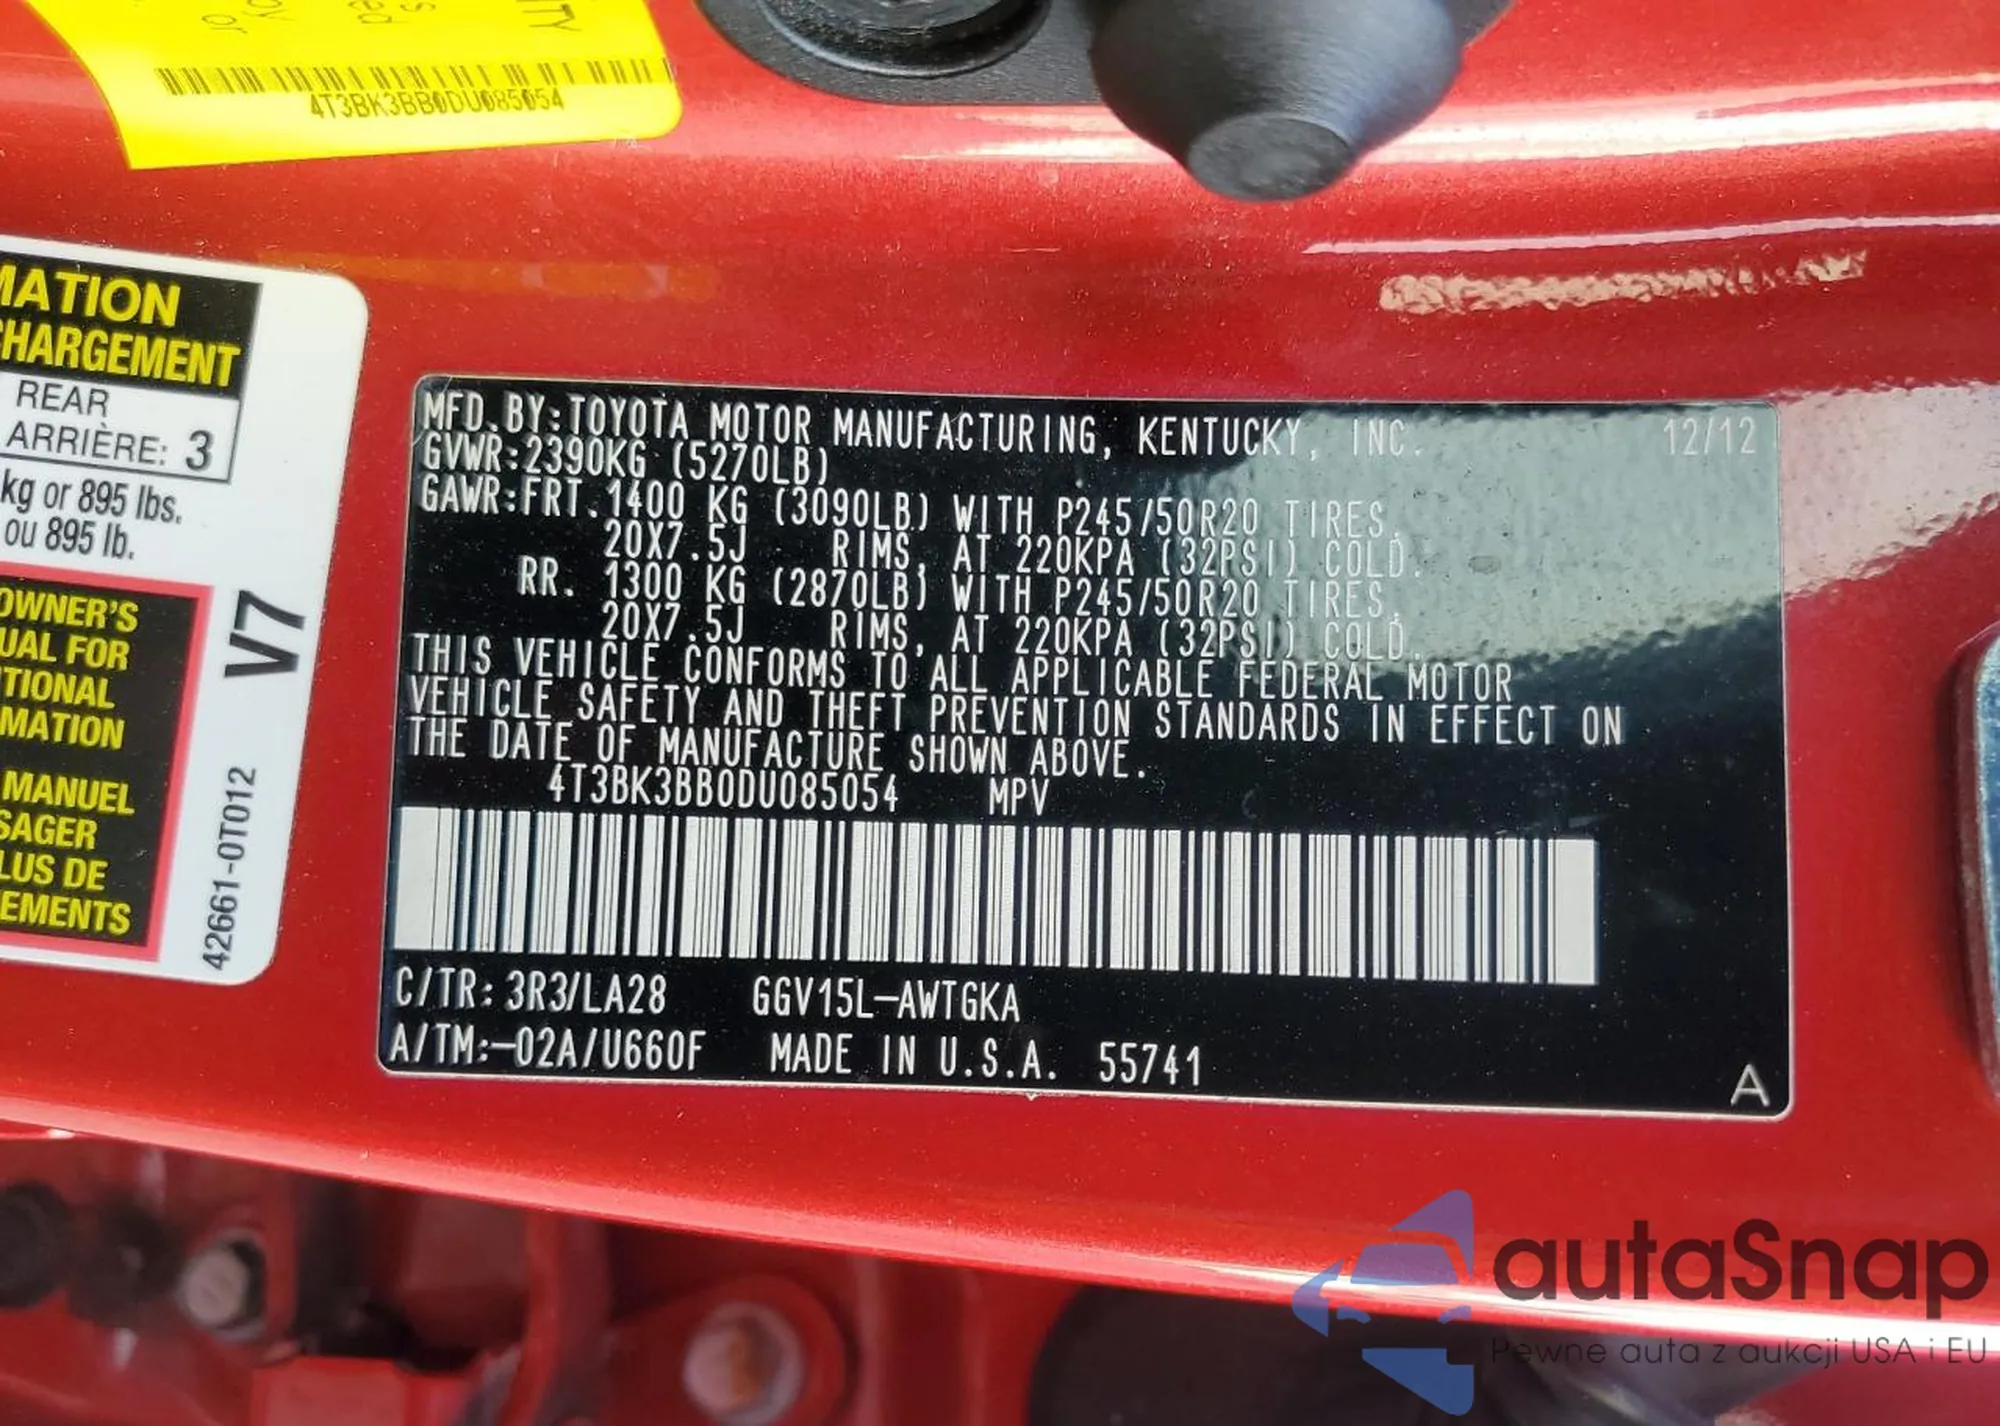 ITY
s
ed
oy
or
4T3BK3BB0DU085054
MATION
CHARGEMENT
REAR
ARRIÈRE: 3
kg or 895 lbs.
ou 895 lb.
OWNER'S
UAL FOR
TIONAL
MATION
MANUEL
SAGER
LUS DE
EMENTS
V7
42661-0T012
MFD.BY:TOYOTA MOTOR MANUFACTURING, KENTUCKY, INC. 12/12
GVWR:2390KG (5270LB)
GAWR:FRT.1400 KG (3090LB) WITH P245/50R20 TIRES,
20X7.5J RIMS, AT 220KPA (32PSI) COLD.
RR. 1300 KG (2870LB) WITH P245/50R20 TIRES,
20X7.5J RIMS, AT 220KPA (32PSI) COLD.
THIS VEHICLE CONFORMS TO ALL APPLICABLE FEDERAL MOTOR
VEHICLE SAFETY AND THEFT PREVENTION STANDARDS IN EFFECT ON
THE DATE OF MANUFACTURE SHOWN ABOVE.
4T3BK3BB0DU085054 MPV
C/TR: 3R3/LA28 GGV15L-AWTGKA
A/TM:-02A/U660F MADE IN U.S.A. 55741
A
autaSnap
Pewne auta z aukcji USA i EU